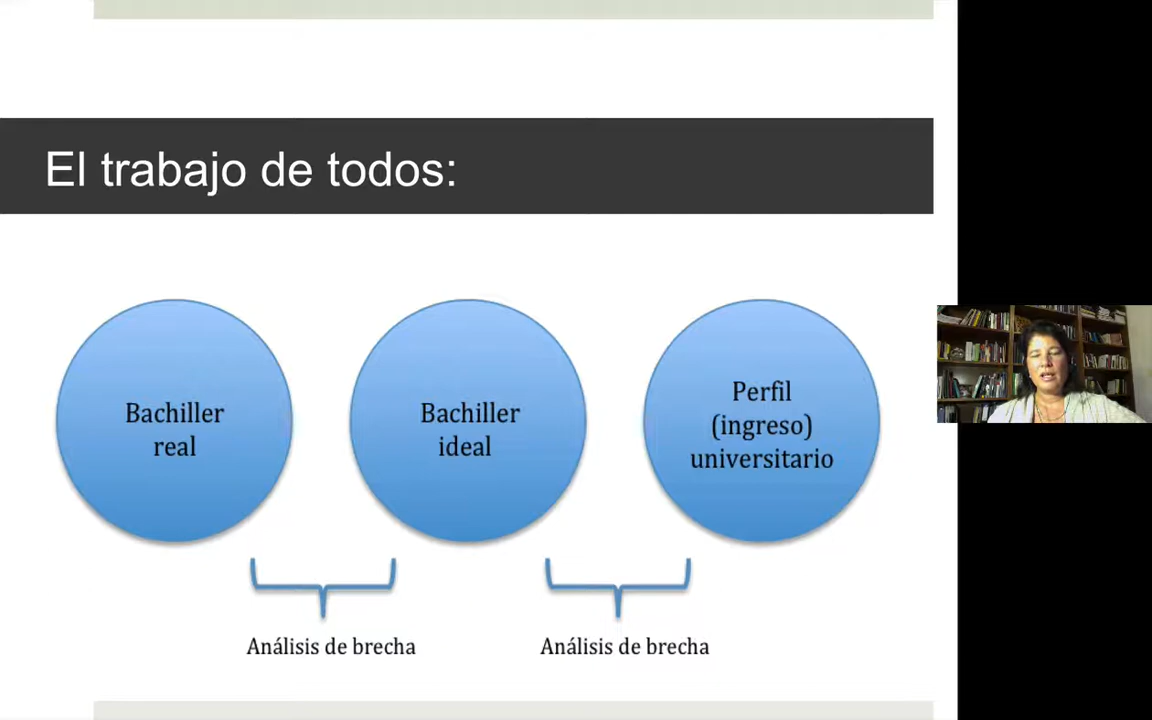 El trabajo de todos:
Bachiller
real
Bachiller
ideal
Perfil
(ingreso)
universitario
Análisis de brecha
Análisis de brecha